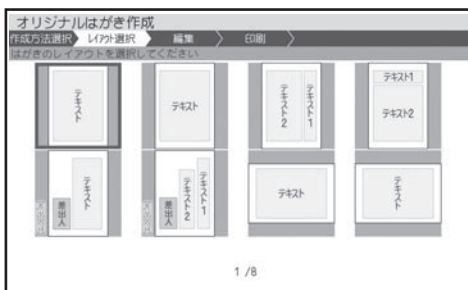 オリジナルはがき作成
作成方法選択 レイアウト選択 編集 印刷
はがきのレイアウトを選択してください
テキスト
テキスト
テキスト2 テキスト1
テキスト1
テキスト2
差出人 テキスト
差出人 テキスト2 テキスト1
テキスト
テキスト
1 /8